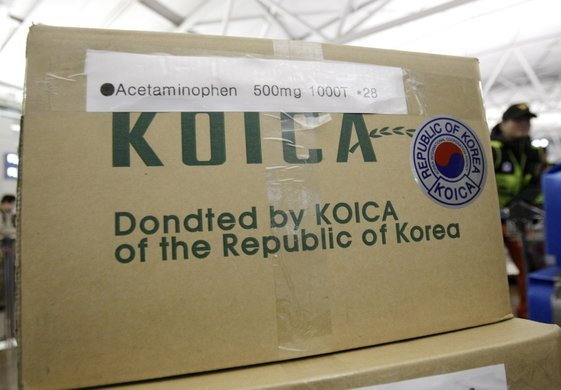 ●Acetaminophen 500mg 1000T *28
KOICA
REPUBLIC OF KOREA
KOICA
Dondted by KOICA
of the Republic of Korea